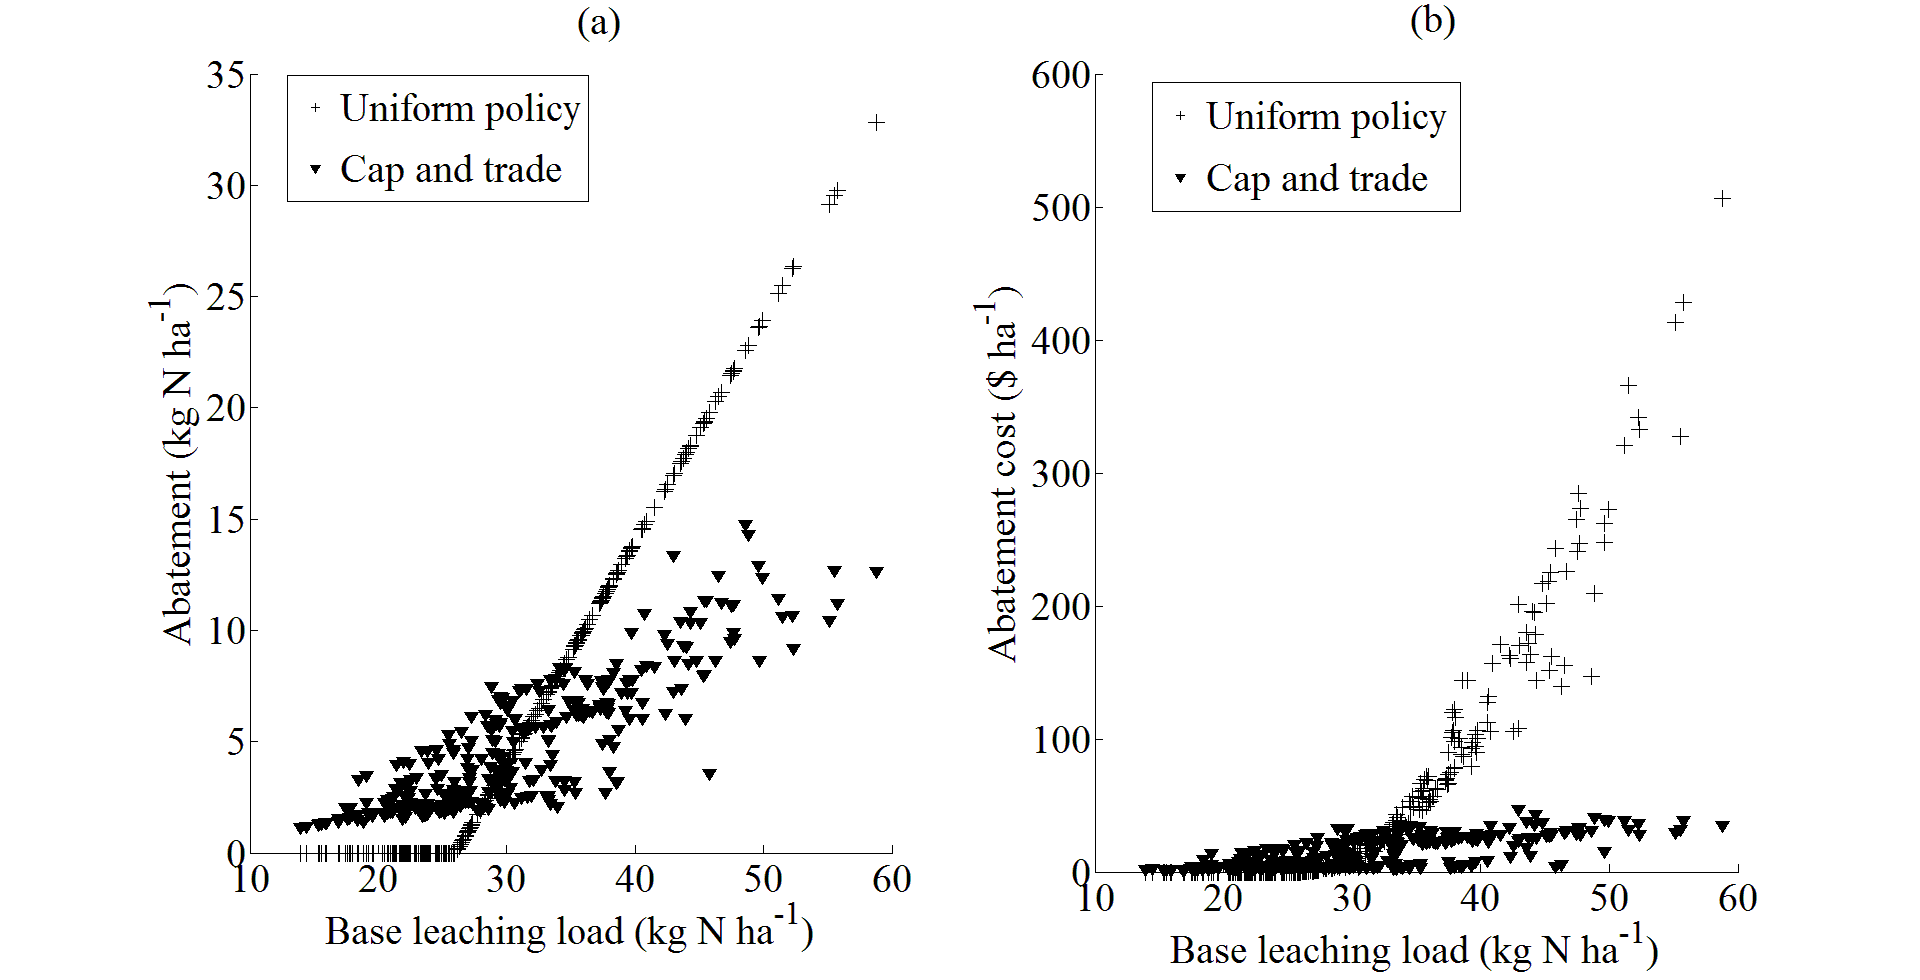 (a)
35
30
25
20
15
10
5
0
10 20 30 40 50 60
Abatement (kg N ha-1)
Base leaching load (kg N ha-1)
Uniform policy
Cap and trade
(b)
600
500
400
300
200
100
0
10 20 30 40 50 60
Abatement cost ($ ha-1)
Base leaching load (kg N ha-1)
Uniform policy
Cap and trade